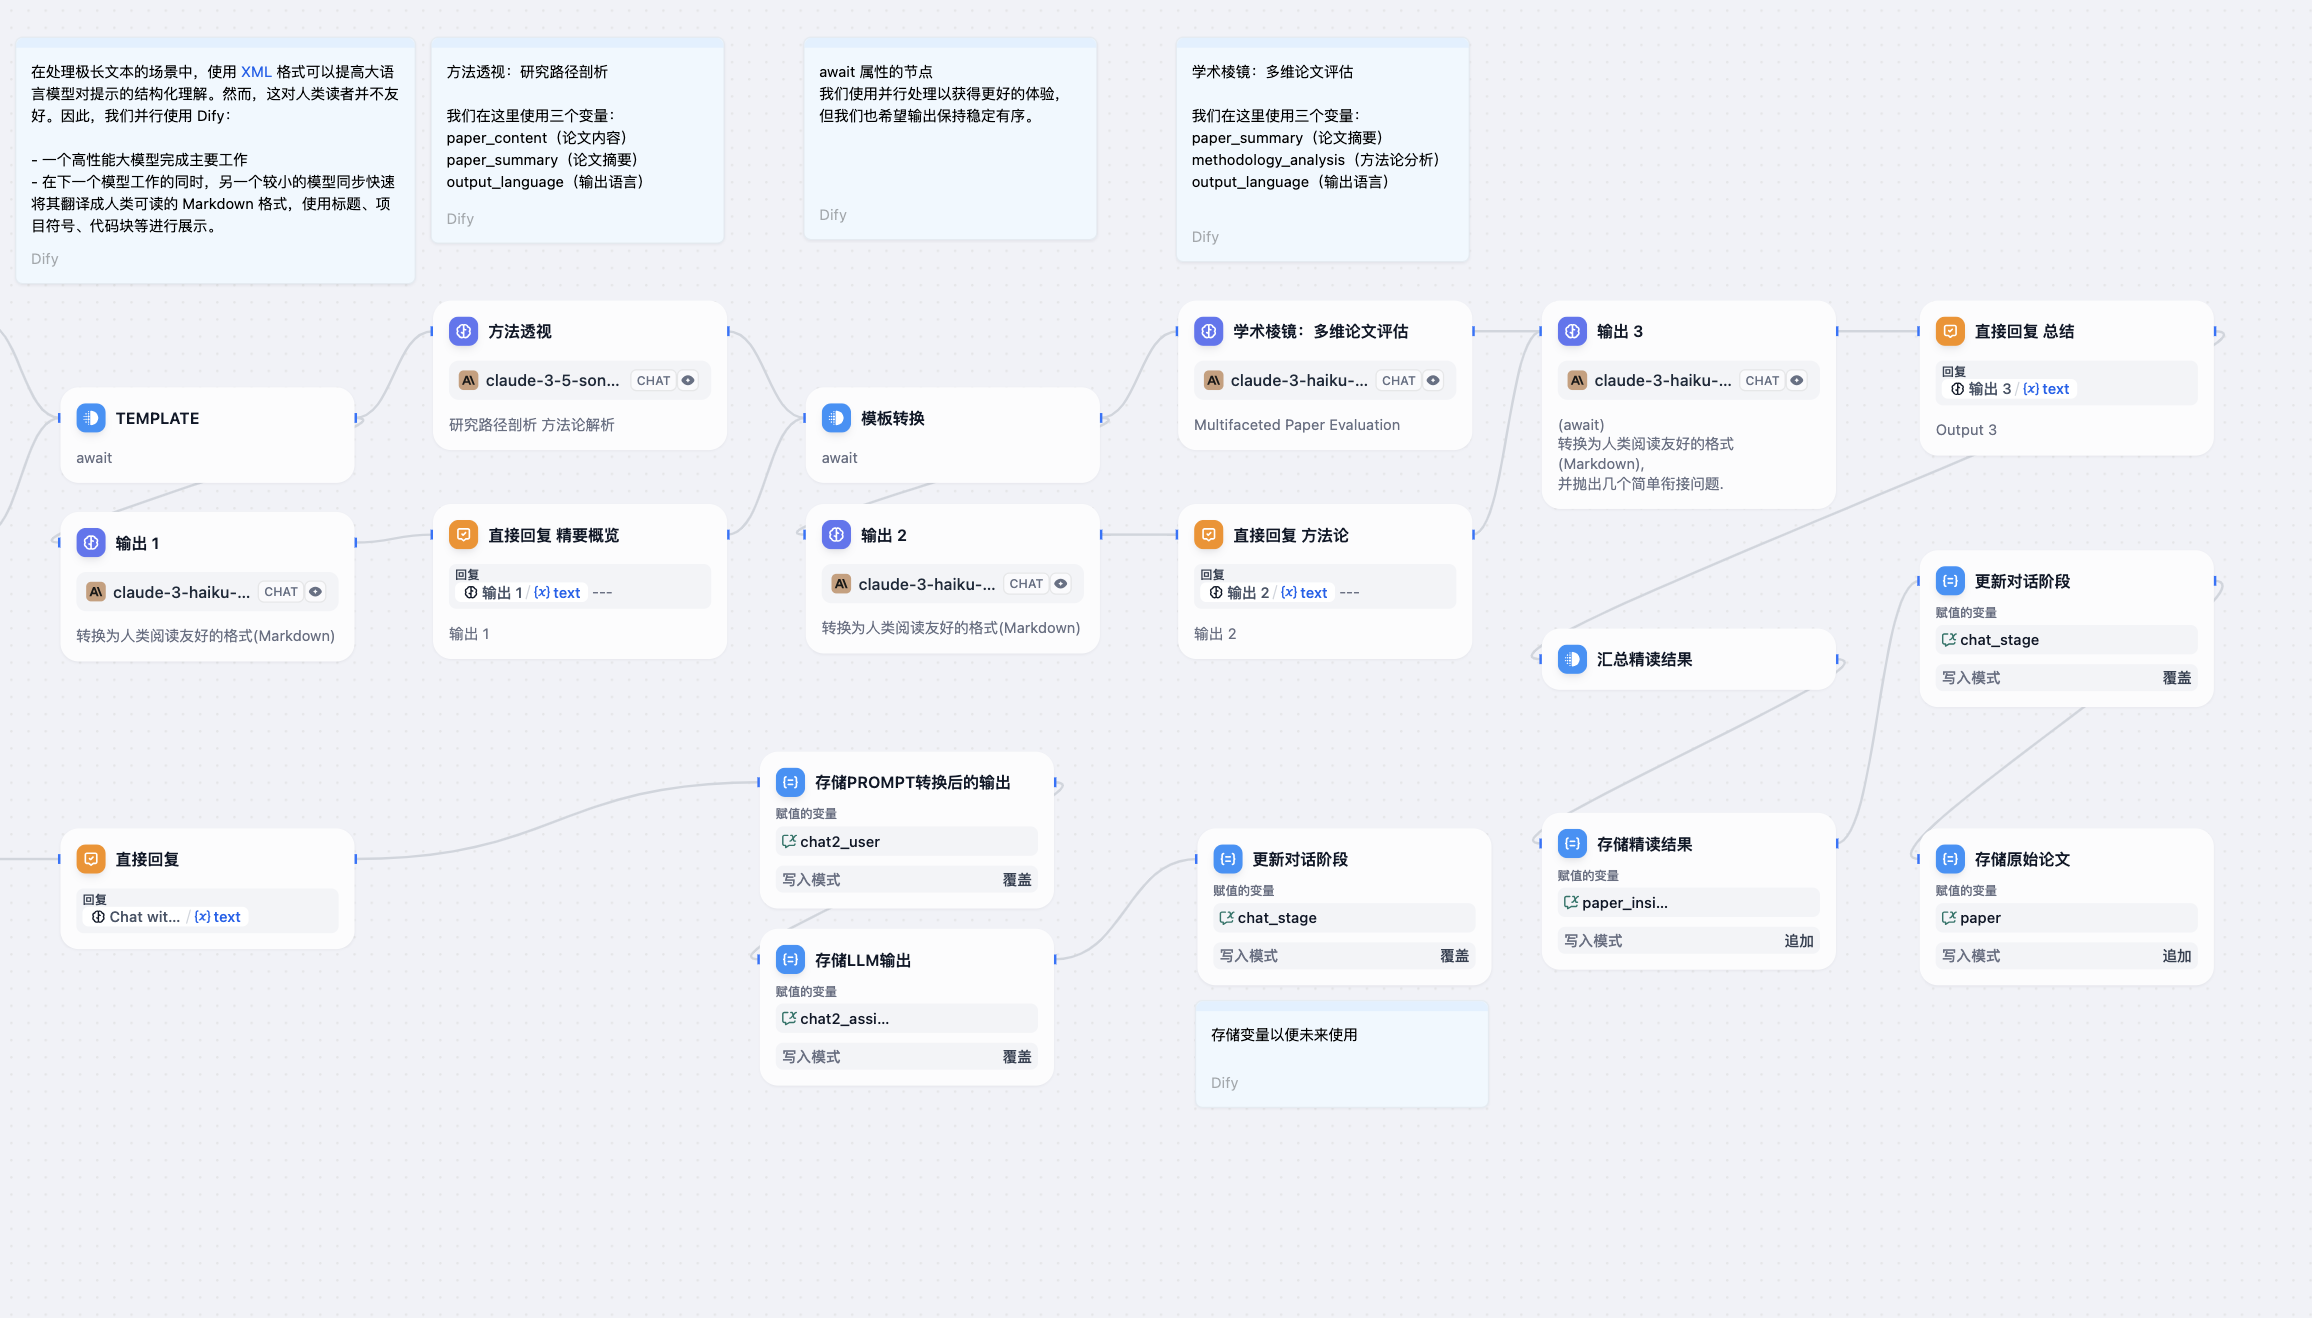 在处理极长文本的场景中，使用 XML 格式可以提高大语
言模型对提示的结构化理解。然而，这对人类读者并不友
好。因此，我们并行使用 Dify：
- 一个高性能大模型完成主要工作
- 在下一个模型工作的同时，另一个较小的模型同步快速
将其翻译成人类可读的 Markdown 格式，使用标题、项
目符号、代码块等进行展示。
Dify
方法透视：研究路径剖析
我们在这里使用三个变量：
paper_content（论文内容）
paper_summary（论文摘要）
output_language（输出语言）
Dify
await 属性的节点
我们使用并行处理以获得更好的体验，
但我们也希望输出保持稳定有序。
Dify
学术棱镜：多维论文评估
我们在这里使用三个变量：
paper_summary（论文摘要）
methodology_analysis（方法论分析）
output_language（输出语言）
Dify
TEMPLATE
await
方法透视
claude-3-5-son... CHAT
研究路径剖析 方法论解析
模板转换
await
学术棱镜：多维论文评估
claude-3-haiku-... CHAT
Multifaceted Paper Evaluation
输出 3
claude-3-haiku-... CHAT
(await)
转换为人类阅读友好的格式
(Markdown),
并抛出几个简单衔接问题.
直接回复 总结
回复
输出 3 / {x} text
Output 3
输出 1
claude-3-haiku-... CHAT
转换为人类阅读友好的格式(Markdown)
直接回复 精要概览
回复
输出 1 / {x} text ---
输出 1
输出 2
claude-3-haiku-... CHAT
转换为人类阅读友好的格式(Markdown)
直接回复 方法论
回复
输出 2 / {x} text ---
输出 2
汇总精读结果
更新对话阶段
赋值的变量
chat_stage
写入模式 覆盖
直接回复
回复
Chat wit... / {x} text
存储PROMPT转换后的输出
赋值的变量
chat2_user
写入模式 覆盖
存储LLM输出
赋值的变量
chat2_assi...
写入模式 覆盖
更新对话阶段
赋值的变量
chat_stage
写入模式 覆盖
存储变量以便未来使用
Dify
存储精读结果
赋值的变量
paper_insi...
写入模式 追加
存储原始论文
赋值的变量
paper
写入模式 追加